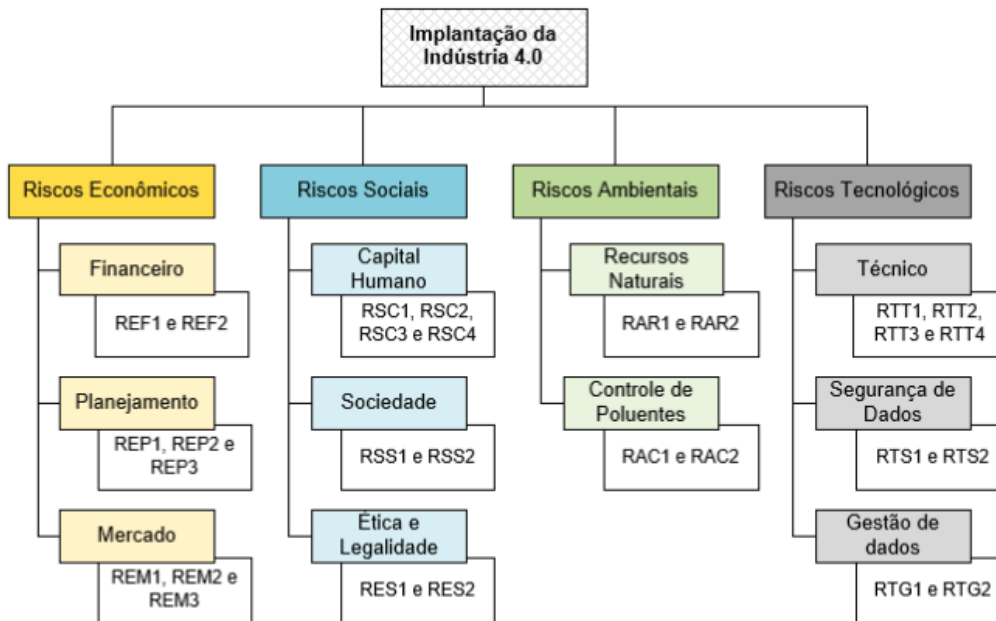 Implantação da
Indústria 4.0
Riscos Econômicos
Financeiro
REF1 e REF2
Planejamento
REP1, REP2 e
REP3
Mercado
REM1, REM2 e
REM3
Riscos Sociais
Capital
Humano
RSC1, RSC2,
RSC3 e RSC4
Sociedade
RSS1 e RSS2
Ética e
Legalidade
RES1 e RES2
Riscos Ambientais
Recursos
Naturais
RAR1 e RAR2
Controle de
Poluentes
RAC1 e RAC2
Riscos Tecnológicos
Técnico
RTT1, RTT2,
RTT3 e RTT4
Segurança de
Dados
RTS1 e RTS2
Gestão de
dados
RTG1 e RTG2